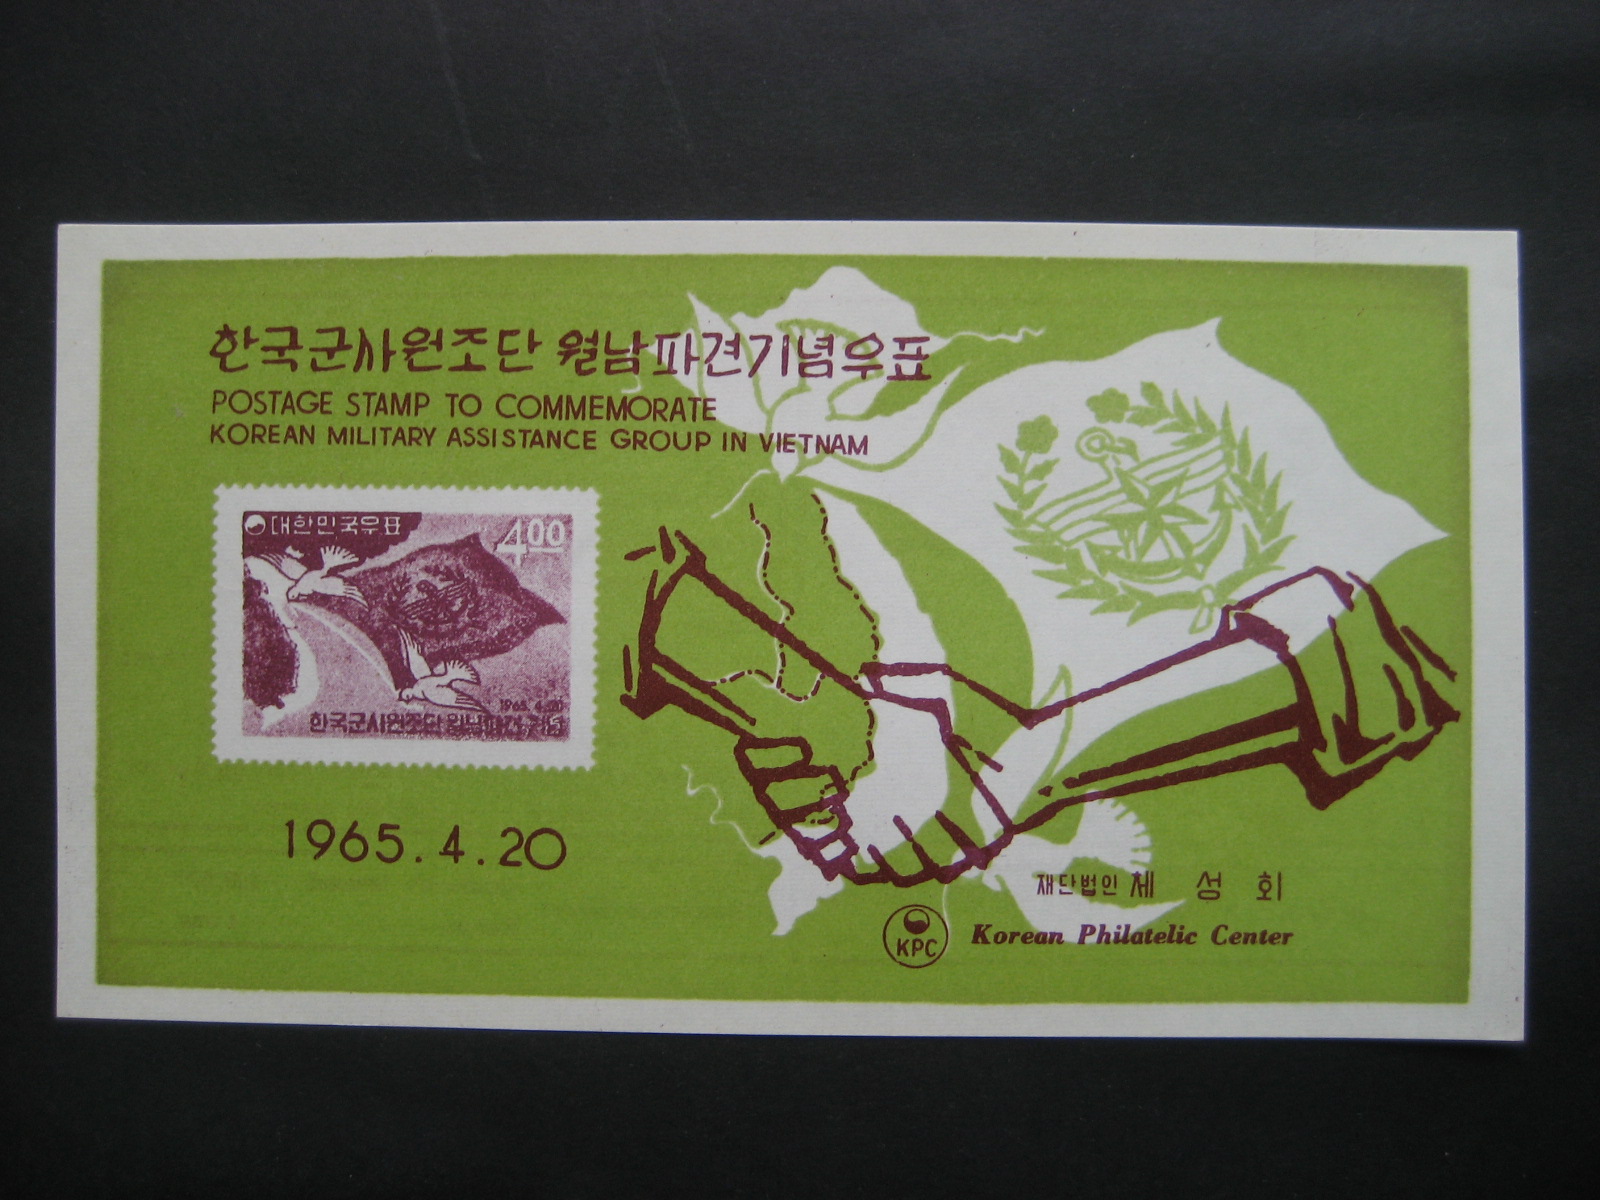 한국군사원조단 월남파견기념우표
POSTAGE STAMP TO COMMEMORATE
KOREAN MILITARY ASSISTANCE GROUP IN VIETNAM
대한민국우표
400
1965. 4. 20
한국군사원조단 월남파견기념
1965. 4. 20
재단법인 체 성 회
KPC
Korean Philatelic Center